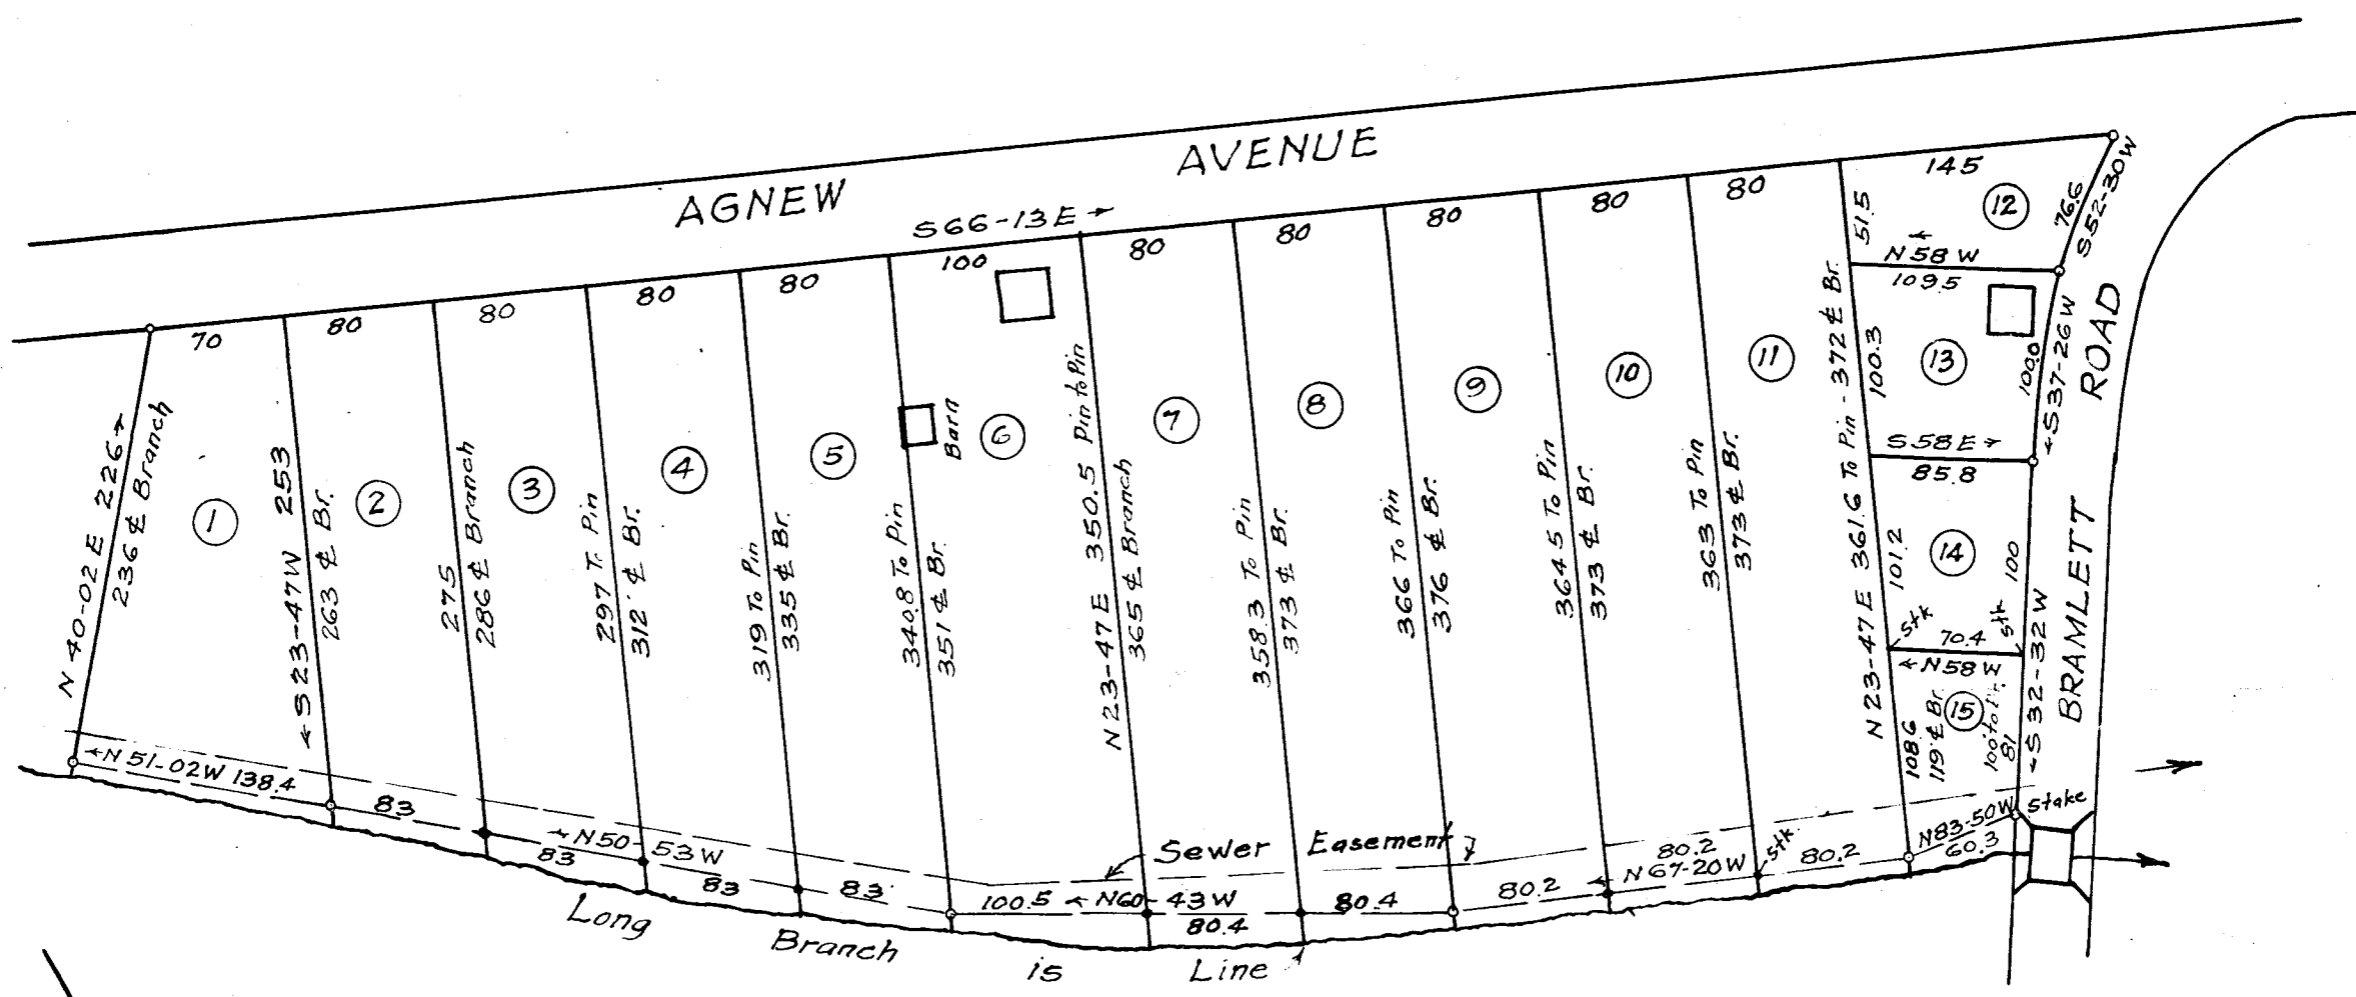 AGNEW AVENUE
S66-13E
70
80
80
80
80
100
80
80
80
80
80
145
N 40-02 E 226
236 ℄ Branch
1
S23-47W 253
263 ℄ Br.
2
275
286 ℄ Branch
3
297 T. Pin
312' ℄ Br.
4
319 To Pin
335 ℄ Br.
5
340.8 To Pin
351 ℄ Br.
Barn
6
N23-47E 350.5 Pin to Pin
365 ℄ Branch
7
358.3 To Pin
373 ℄ Br.
8
366 To Pin
376 ℄ Br.
9
364.5 To Pin
373 ℄ Br.
10
363 To Pin
373 ℄ Br.
11
N23-47E 361.6 To Pin - 372 ℄ Br.
51.5
12
76.6
S52-30W
N58W
109.5
100.3
13
100.0
S37-26W
S58E
85.8
101.2
14
100
Stk
70.4
Stk
N58W
108.6
119 ℄ Br.
15
81
S32-32W
BRAMLETT ROAD
N51-02W 138.4
83
N50-53W
83
83
83
Sewer Easement
100.5
N60-43W
80.4
80.4
80.2
N67-20W
80.2
Stk
80.2
N83-50W
60.3
Stake
Long Branch is Line